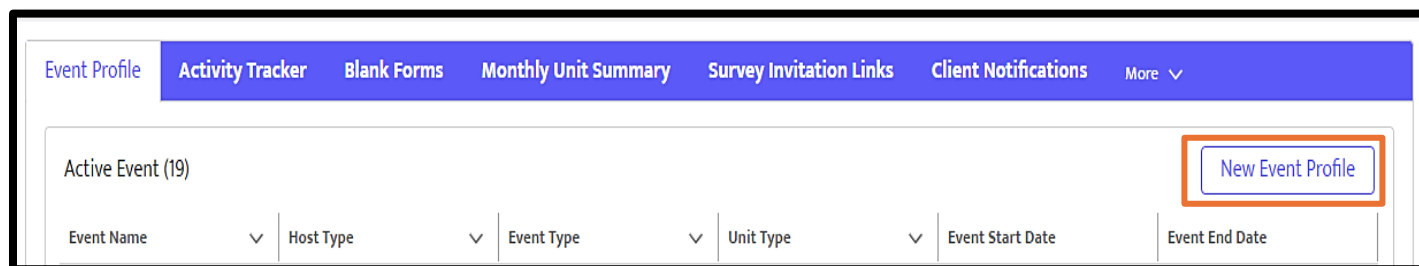 Event Profile Activity Tracker Blank Forms Monthly Unit Summary Survey Invitation Links Client Notifications More
Active Event (19) New Event Profile
Event Name Host Type Event Type Unit Type Event Start Date Event End Date